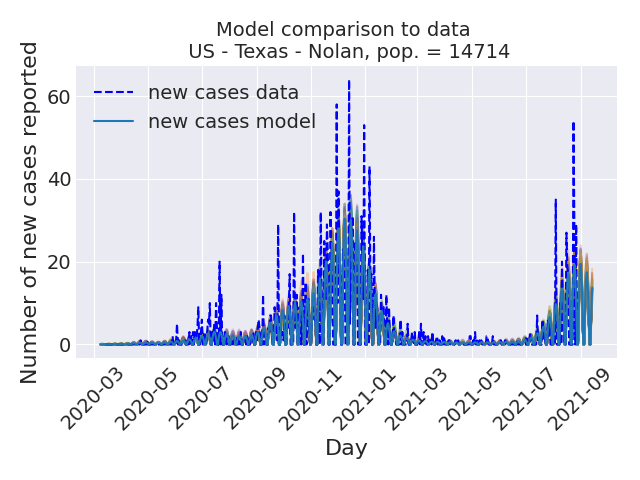 Model comparison to data
US - Texas - Nolan, pop. = 14714
Number of new cases reported
60
40
20
0
new cases data
new cases model
2020-03
2020-05
2020-07
2020-09
2020-11
2021-01
2021-03
2021-05
2021-07
2021-09
Day